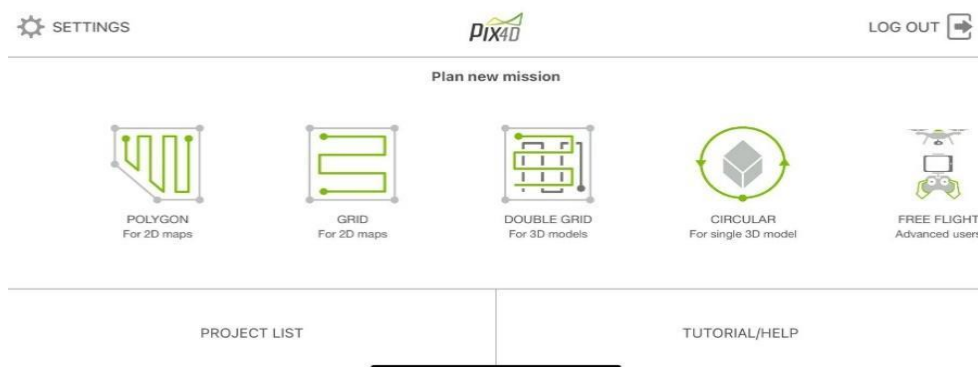 SETTINGS
PIX4D
LOG OUT
Plan new mission
POLYGON
For 2D maps
GRID
For 2D maps
DOUBLE GRID
For 3D models
CIRCULAR
For single 3D model
FREE FLIGHT
Advanced users
PROJECT LIST
TUTORIAL/HELP